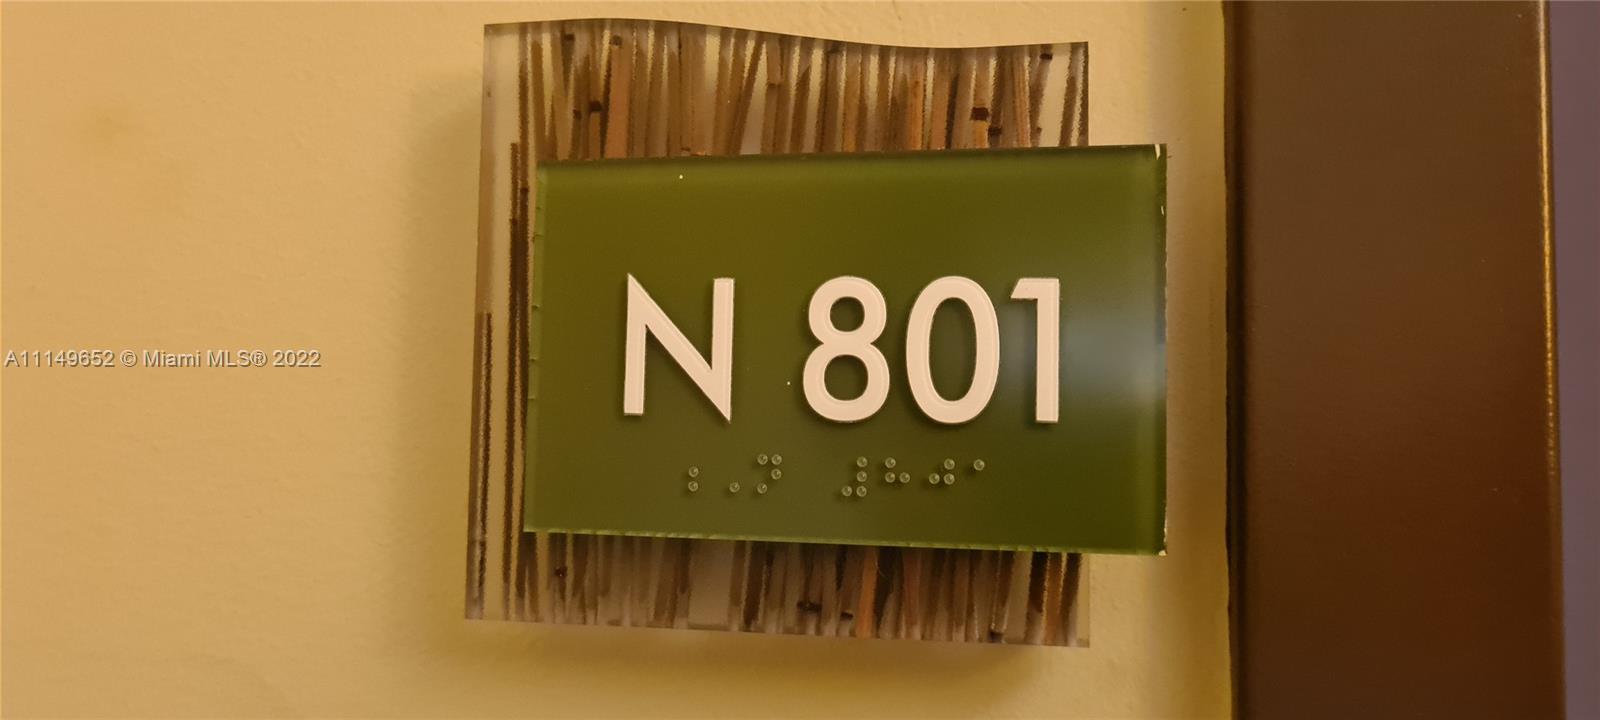 N 801
⠰⠠⠝ ⠼⠓⠚⠁
A11149652 © Miami MLS® 2022